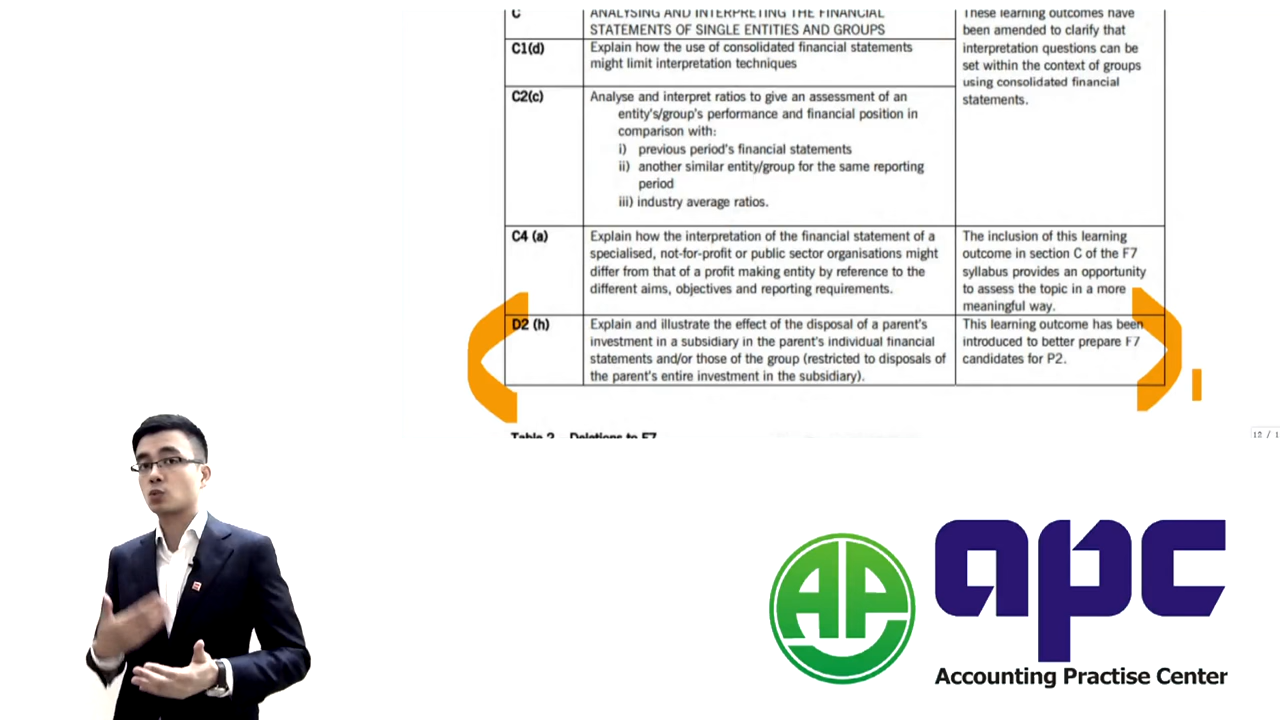 C
ANALYSING AND INTERPRETING THE FINANCIAL
STATEMENTS OF SINGLE ENTITIES AND GROUPS
These learning outcomes have
been amended to clarify that
interpretation questions can be
set within the context of groups
using consolidated financial
statements.
C1(d)
Explain how the use of consolidated financial statements
might limit interpretation techniques
C2(c)
Analyse and interpret ratios to give an assessment of an
entity's/group's performance and financial position in
comparison with:
i) previous period's financial statements
ii) another similar entity/group for the same reporting
period
iii) industry average ratios.
C4 (a)
Explain how the interpretation of the financial statement of a
specialised, not-for-profit or public sector organisations might
differ from that of a profit making entity by reference to the
different aims, objectives and reporting requirements.
The inclusion of this learning
outcome in section C of the F7
syllabus provides an opportunity
to assess the topic in a more
meaningful way.
D2 (h)
Explain and illustrate the effect of the disposal of a parent's
investment in a subsidiary in the parent's individual financial
statements and/or those of the group (restricted to disposals of
the parent's entire investment in the subsidiary).
This learning outcome has been
introduced to better prepare F7
candidates for P2.
Table 2 Deletions to F7
12 / 1
AP
apc
Accounting Practise Center